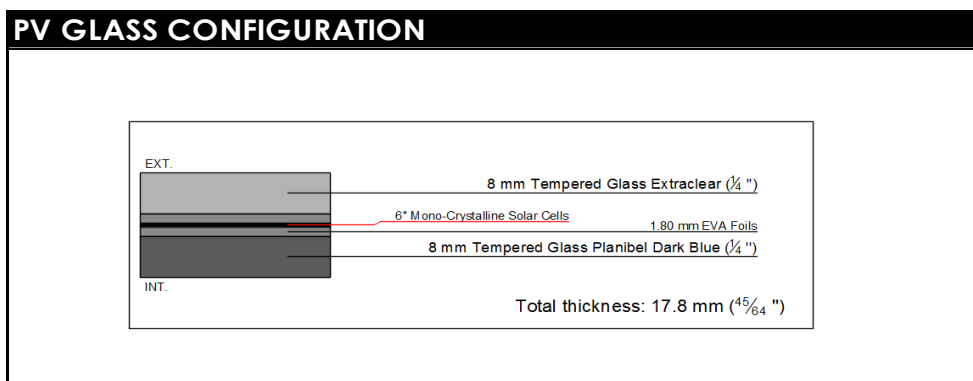 PV GLASS CONFIGURATION
EXT.
8 mm Tempered Glass Extraclear (¼ ")
6" Mono-Crystalline Solar Cells
1.80 mm EVA Foils
8 mm Tempered Glass Planibel Dark Blue (¼ ")
INT.
Total thickness: 17.8 mm (⁴⁵⁄₆₄ ")